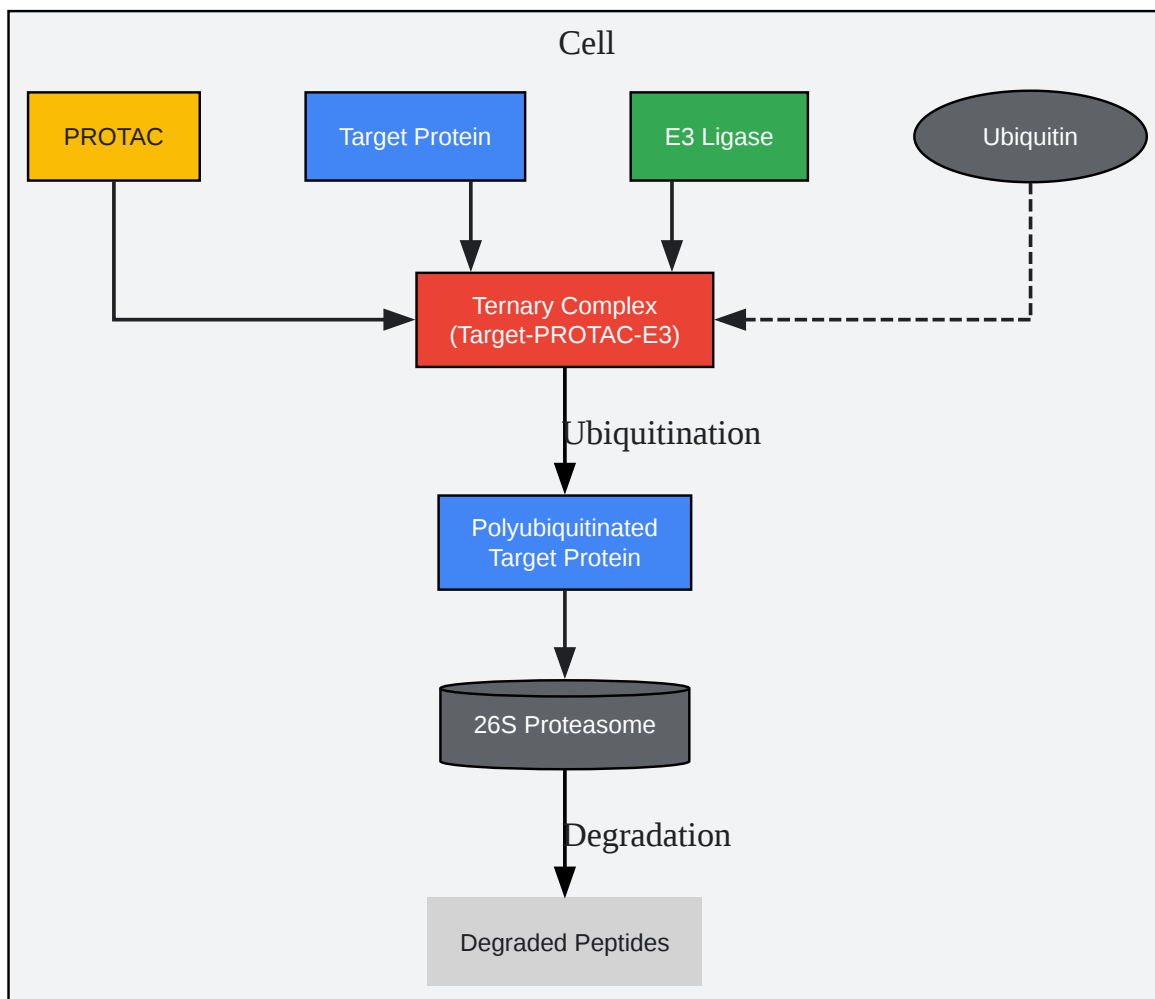 Cell
PROTAC
Target Protein
E3 Ligase
Ubiquitin
Ternary Complex
(Target-PROTAC-E3)
Ubiquitination
Polyubiquitinated
Target Protein
26S Proteasome
Degradation
Degraded Peptides